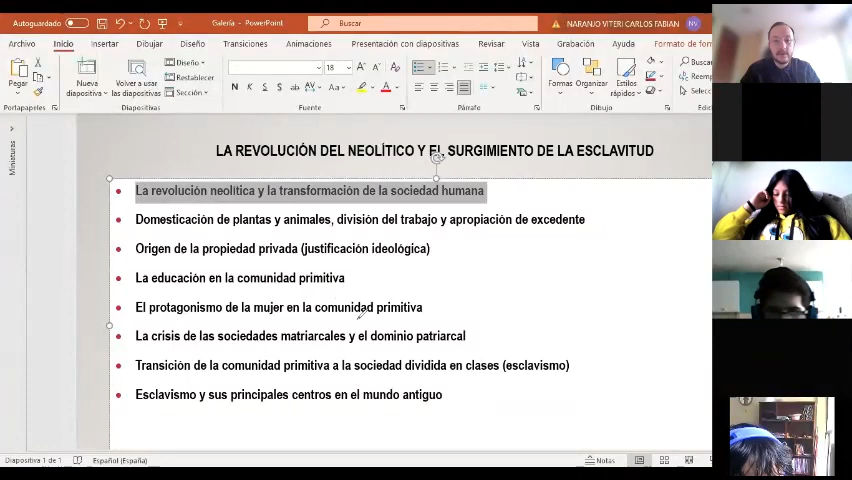 Autoguardado
Galería - PowerPoint
Buscar
NARANJO VITERI CARLOS FABIAN
NV
Archivo Inicio Insertar Dibujar Diseño Transiciones Animaciones Presentación con diapositivas Revisar Vista Grabación Ayuda Formato de form
Pegar
Nueva diapositiva
Volver a usar las diapositivas
Diseño
Restablecer
Sección
18
N K S ab
Aa
A
Formas Organizar Estilos rápidos
Buscar
Reemp
Selecc
Portapapeles Diapositivas Fuente Párrafo Dibujo
Miniaturas
LA REVOLUCIÓN DEL NEOLÍTICO Y EL SURGIMIENTO DE LA ESCLAVITUD
• La revolución neolítica y la transformación de la sociedad humana
• Domesticación de plantas y animales, división del trabajo y apropiación de excedente
• Origen de la propiedad privada (justificación ideológica)
• La educación en la comunidad primitiva
• El protagonismo de la mujer en la comunidad primitiva
• La crisis de las sociedades matriarcales y el dominio patriarcal
• Transición de la comunidad primitiva a la sociedad dividida en clases (esclavismo)
• Esclavismo y sus principales centros en el mundo antiguo
Diapositiva 1 de 1
Español (España)
Notas